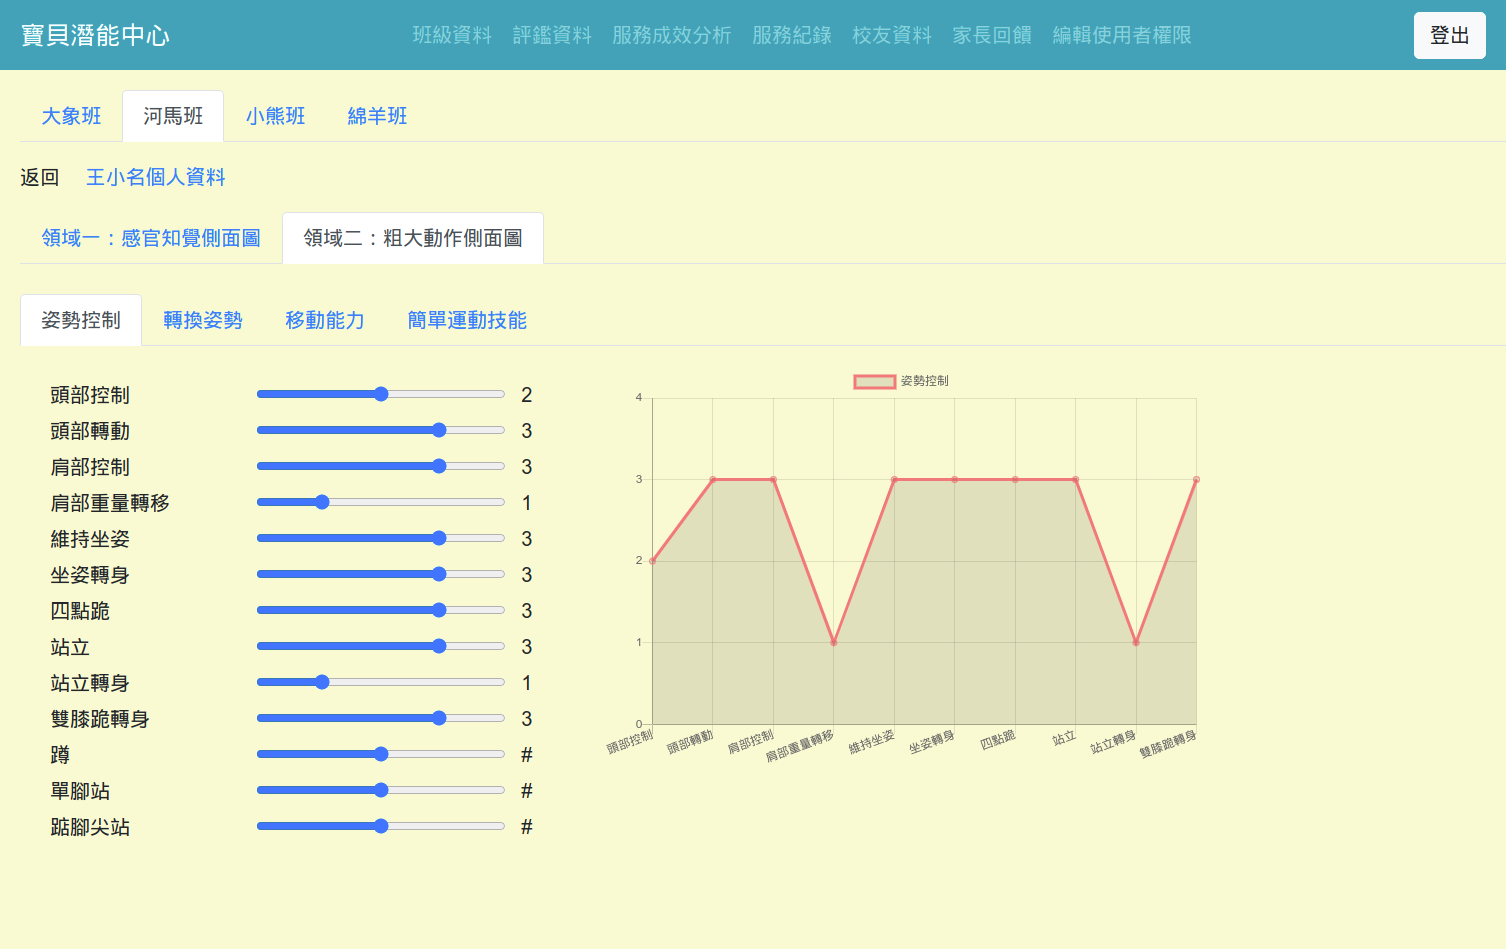 寶貝潛能中心 班級資料 評鑑資料 服務成效分析 服務紀錄 校友資料 家長回饋 編輯使用者權限 登出
大象班 河馬班 小熊班 綿羊班
返回 王小名個人資料
領域一：感官知覺側面圖 領域二：粗大動作側面圖
姿勢控制 轉換姿勢 移動能力 簡單運動技能
頭部控制 2
頭部轉動 3
肩部控制 3
肩部重量轉移 1
維持坐姿 3
坐姿轉身 3
四點跪 3
站立 3
站立轉身 1
雙膝跪轉身 3
蹲 #
單腳站 #
踮腳尖站 #
姿勢控制
4
3
2
1
0
頭部控制 頭部轉動 肩部控制 肩部重量轉移 維持坐姿 坐姿轉身 四點跪 站立 站立轉身 雙膝跪轉身